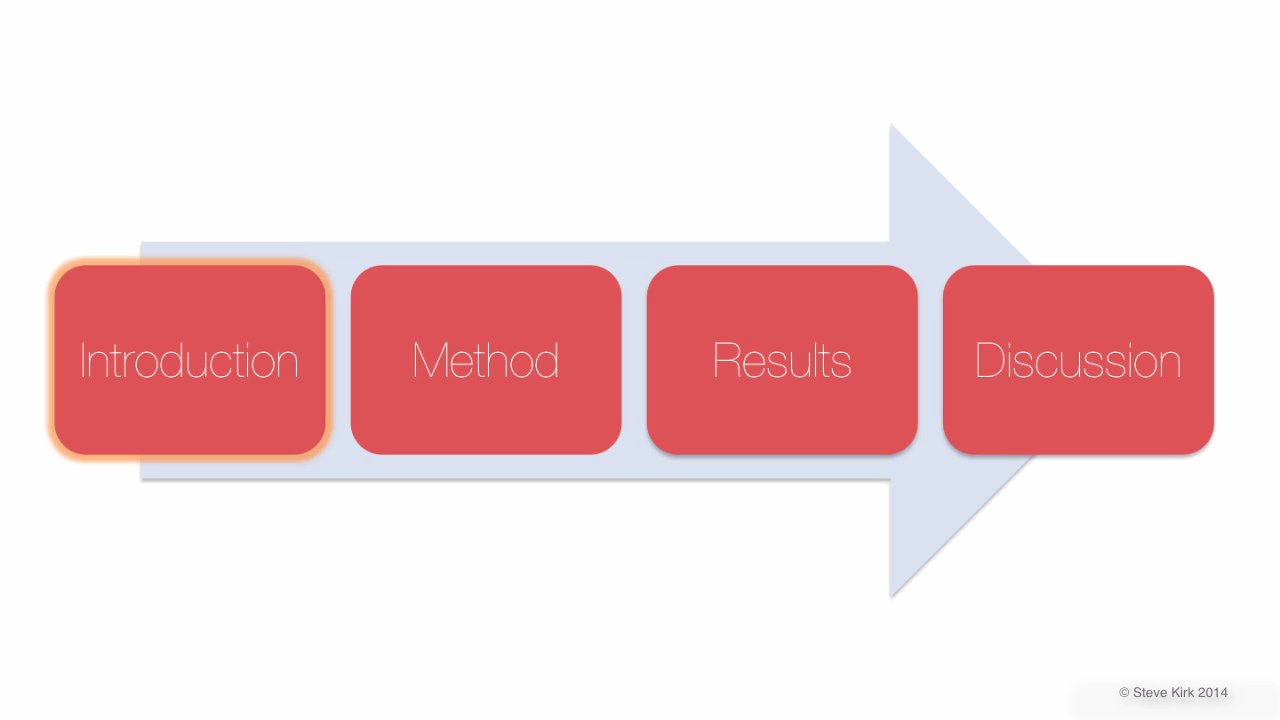 Introduction
Method
Results
Discussion
© Steve Kirk 2014